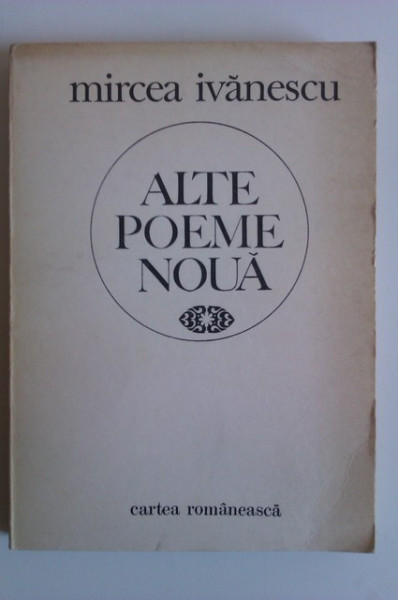 mircea ivănescu
ALTE
POEME
NOUĂ
cartea românească